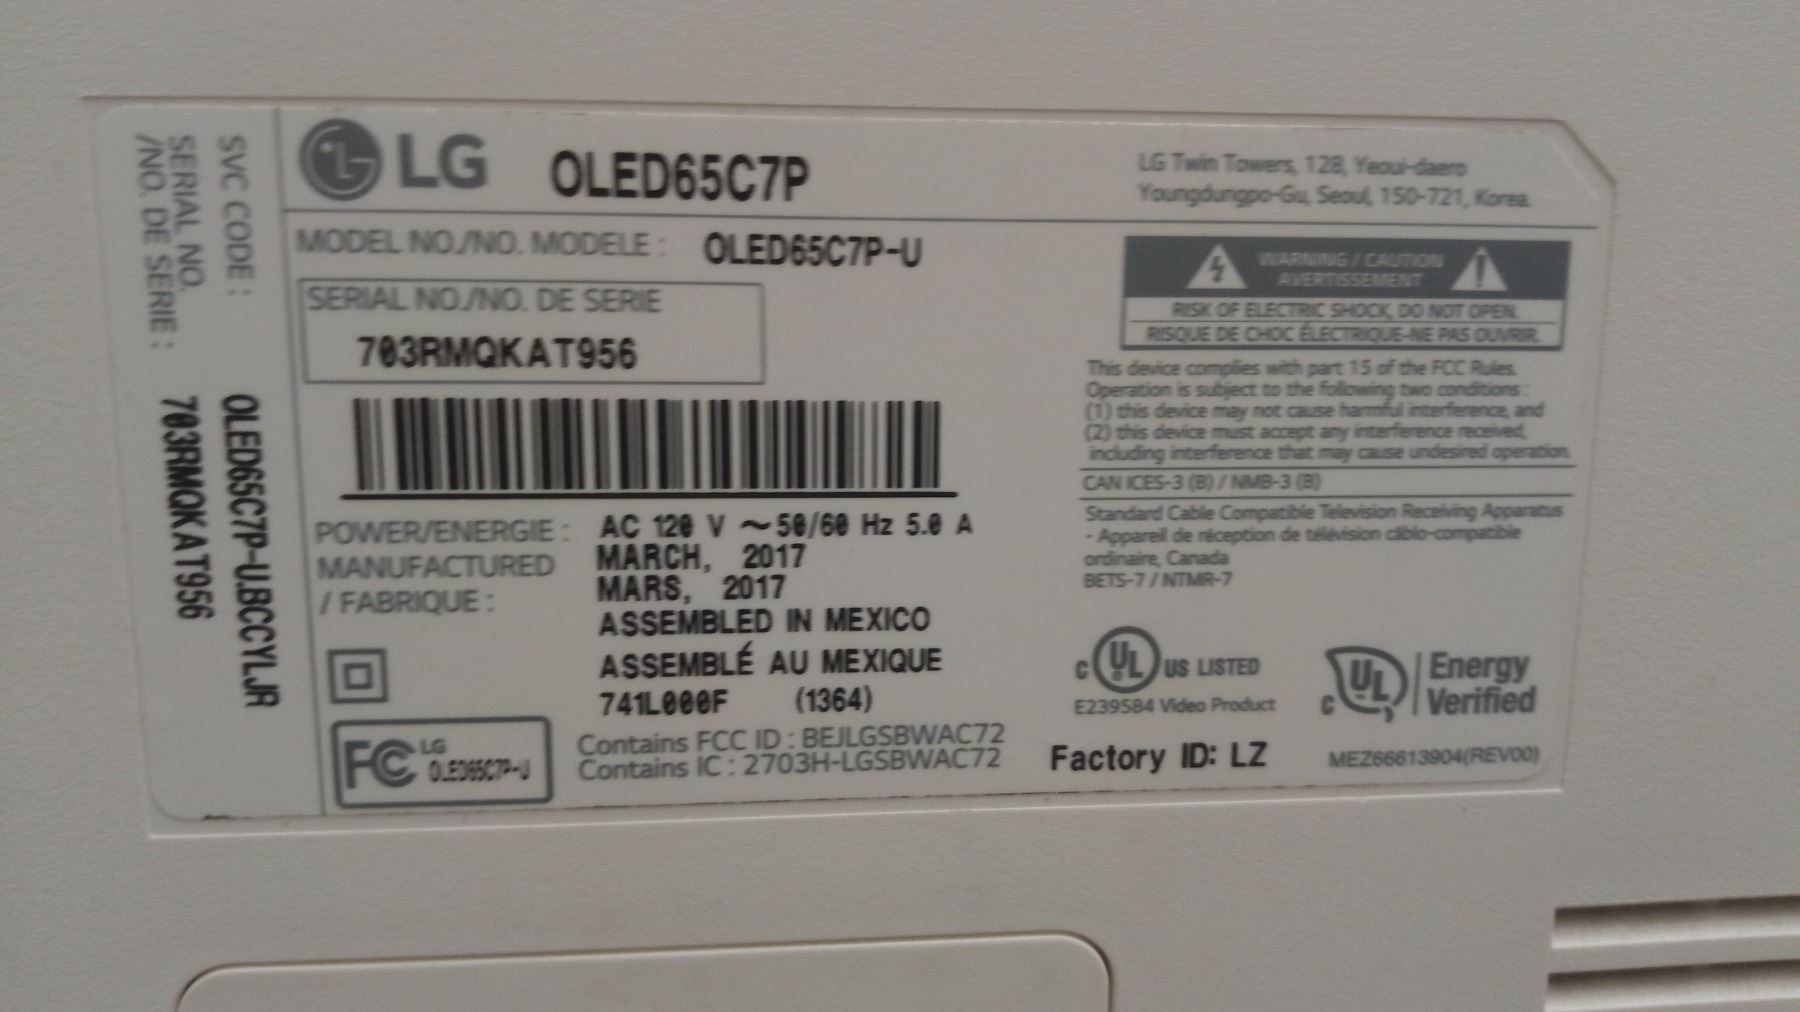 SVC CODE : OLED65C7P-U.BCCYLJR
SERIAL NO. 703RMQKAT956
/NO. DE SERIE :
LG OLED65C7P
LG Twin Towers, 128, Yeoui-daero
Youngdungpo-Gu, Seoul, 150-721, Korea
MODEL NO./NO. MODELE : OLED65C7P-U
SERIAL NO./NO. DE SERIE
703RMQKAT956
POWER/ENERGIE : AC 120 V ~50/60 Hz 5.0 A
MANUFACTURED MARCH, 2017
/ FABRIQUE : MARS, 2017
ASSEMBLED IN MEXICO
ASSEMBLÉ AU MEXIQUE
741L000F (1364)
FC LG
OLED65C7P-U
Contains FCC ID : BEJLGSBWAC72
Contains IC : 2703H-LGSBWAC72
WARNING / CAUTION
AVERTISSEMENT
RISK OF ELECTRIC SHOCK, DO NOT OPEN.
RISQUE DE CHOC ÉLECTRIQUE-NE PAS OUVRIR.
This device complies with part 15 of the FCC Rules.
Operation is subject to the following two conditions :
(1) this device may not cause harmful interference, and
(2) this device must accept any interference received,
including interference that may cause undesired operation.
CAN ICES-3 (B) / NMB-3 (B)
Standard Cable Compatible Television Receiving Apparatus
- Appareil de réception de télévision câblo-compatible
ordinaire, Canada
BETS-7 / NTMR-7
C UL US LISTED
E239584 Video Product
C UL Energy
Verified
Factory ID: LZ
MEZ66613904(REV00)